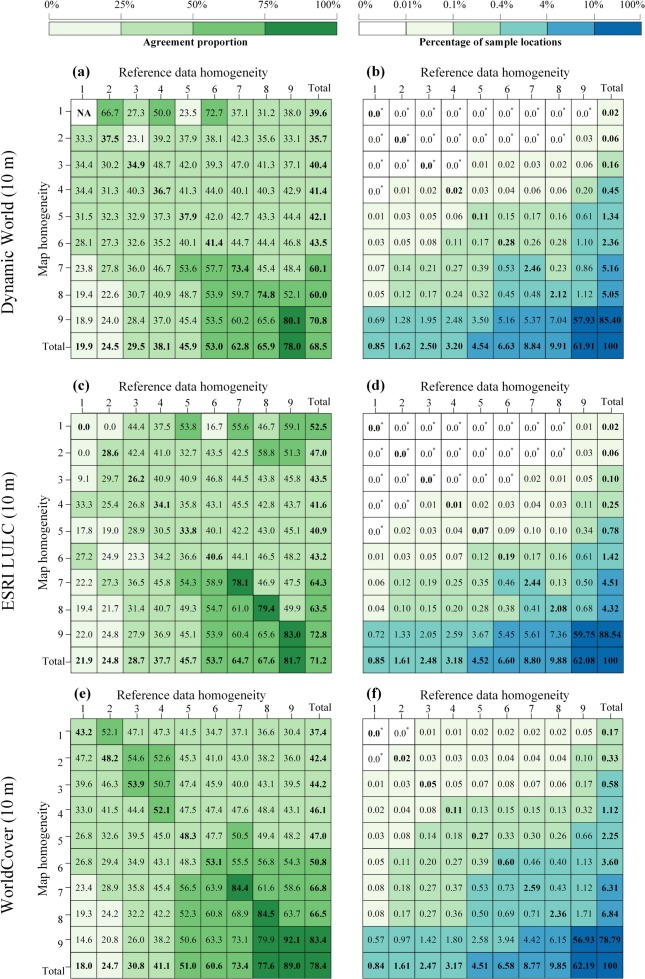 0% 25% 50% 75% 100% 0% 0.01% 0.1% 0.4% 4% 10% 100%
Agreement proportion Percentage of sample locations
(a) Reference data homogeneity
1 2 3 4 5 6 7 8 9 Total
Dynamic World (10 m)
Map homogeneity
1 NA 66.7 27.3 50.0 23.5 72.7 37.1 31.2 38.0 39.6
2 33.3 37.5 23.1 39.2 37.9 38.1 42.3 35.6 33.1 35.7
3 34.4 30.2 34.9 48.7 42.0 39.3 47.0 41.3 37.1 40.4
4 34.4 31.3 40.3 36.7 41.3 44.0 40.1 40.3 42.9 41.4
5 31.5 32.3 32.9 37.3 37.9 42.0 42.7 43.3 44.4 42.1
6 28.1 27.3 32.6 35.2 40.1 41.4 44.7 44.4 46.8 43.5
7 23.8 27.8 36.0 46.7 53.6 57.7 73.4 45.4 48.4 60.1
8 19.4 22.6 30.7 40.9 48.7 53.9 59.7 74.8 52.1 60.0
9 18.9 24.0 28.4 37.0 45.4 53.5 60.2 65.6 80.1 70.8
Total 19.9 24.5 29.5 38.1 45.9 53.0 62.8 65.9 78.0 68.5
(b) Reference data homogeneity
1 2 3 4 5 6 7 8 9 Total
0.0* 0.0* 0.0* 0.0* 0.0* 0.0* 0.0* 0.0* 0.0* 0.02
0.0* 0.0* 0.0* 0.0* 0.0* 0.0* 0.0* 0.0* 0.03 0.06
0.0* 0.0* 0.0* 0.0* 0.01 0.01 0.02 0.02 0.08 0.16
0.0* 0.01 0.02 0.02 0.03 0.04 0.06 0.06 0.20 0.45
0.01 0.03 0.05 0.06 0.11 0.15 0.17 0.16 0.61 1.34
0.03 0.05 0.08 0.11 0.17 0.28 0.26 0.28 1.10 2.36
0.07 0.14 0.21 0.27 0.39 0.53 2.46 0.23 0.86 5.16
0.05 0.12 0.17 0.24 0.32 0.45 0.48 2.12 1.12 5.05
0.69 1.28 1.95 2.48 3.50 5.16 5.37 7.04 57.93 85.40
0.85 1.62 2.50 3.20 4.54 6.63 8.84 9.91 61.91 100
(c) Reference data homogeneity
1 2 3 4 5 6 7 8 9 Total
ESRI LULC (10 m)
Map homogeneity
1 0.0 0.0 44.4 37.5 53.8 16.7 55.6 46.7 59.1 52.5
2 0.0 28.6 42.4 41.0 32.7 43.5 42.5 58.8 51.3 47.0
3 9.1 29.7 26.2 40.9 40.9 46.8 44.5 43.8 45.8 43.5
4 33.3 25.4 26.8 34.1 35.8 43.9 40.5 42.8 43.7 41.6
5 17.8 19.0 28.9 30.5 33.8 40.1 42.2 43.0 45.1 40.9
6 27.2 24.9 23.3 34.2 36.6 40.6 44.1 46.5 48.2 43.2
7 22.2 27.3 36.5 45.8 54.3 58.9 78.1 46.9 47.5 64.3
8 19.4 21.7 31.4 40.7 49.3 54.7 61.0 79.4 49.9 63.5
9 22.0 24.8 27.9 36.9 45.1 53.9 60.4 65.6 83.0 72.8
Total 21.9 24.8 28.7 37.7 45.7 53.7 64.7 67.6 81.7 71.2
(d) Reference data homogeneity
1 2 3 4 5 6 7 8 9 Total
0.0* 0.0* 0.0* 0.0* 0.0* 0.0* 0.0* 0.0* 0.01 0.02
0.0* 0.0* 0.0* 0.0* 0.0* 0.0* 0.0* 0.0* 0.03 0.06
0.0* 0.0* 0.0* 0.0* 0.0* 0.0* 0.02 0.01 0.05 0.10
0.0* 0.0* 0.01 0.01 0.02 0.03 0.04 0.03 0.11 0.25
0.0* 0.02 0.03 0.04 0.07 0.09 0.10 0.10 0.34 0.78
0.01 0.03 0.05 0.07 0.12 0.19 0.17 0.16 0.61 1.42
0.06 0.12 0.19 0.25 0.35 0.46 2.44 0.13 0.50 4.51
0.04 0.10 0.15 0.20 0.28 0.38 0.41 2.08 0.68 4.32
0.72 1.33 2.05 2.59 3.67 5.45 5.61 7.36 59.75 88.54
0.85 1.61 2.48 3.18 4.52 6.60 8.80 9.88 62.08 100
(e) Reference data homogeneity
1 2 3 4 5 6 7 8 9 Total
WorldCover (10 m)
Map homogeneity
1 43.2 52.1 47.1 47.3 41.5 34.7 37.1 36.6 30.4 37.4
2 47.2 48.2 54.6 52.6 45.3 41.0 43.0 38.2 36.0 42.4
3 39.6 46.3 53.9 50.7 47.4 45.9 40.0 43.1 39.5 44.2
4 33.0 41.5 44.4 52.1 47.5 47.4 47.6 48.4 43.1 46.1
5 26.8 32.6 39.5 45.0 48.3 47.7 50.5 49.4 48.2 47.0
6 26.8 29.4 34.9 43.1 48.3 53.1 55.5 56.8 54.3 50.8
7 23.4 28.9 35.8 45.4 56.5 63.9 84.4 61.6 58.6 66.8
8 19.3 24.2 32.2 42.2 52.3 60.8 68.9 84.5 63.7 66.5
9 14.6 20.8 26.0 38.2 50.6 63.3 73.1 79.9 92.1 83.4
Total 18.0 24.7 30.8 41.1 51.0 60.6 73.4 77.6 89.0 78.4
(f) Reference data homogeneity
1 2 3 4 5 6 7 8 9 Total
0.0* 0.0* 0.01 0.01 0.02 0.02 0.02 0.02 0.05 0.17
0.0* 0.02 0.02 0.03 0.03 0.04 0.04 0.04 0.10 0.33
0.01 0.03 0.05 0.05 0.07 0.08 0.07 0.06 0.17 0.58
0.02 0.04 0.08 0.11 0.13 0.15 0.15 0.13 0.32 1.12
0.03 0.08 0.14 0.18 0.27 0.33 0.30 0.26 0.66 2.25
0.05 0.11 0.20 0.27 0.39 0.60 0.46 0.40 1.13 3.60
0.08 0.18 0.27 0.37 0.53 0.73 2.59 0.43 1.12 6.31
0.08 0.17 0.26 0.36 0.50 0.69 0.71 2.36 1.71 6.84
0.57 0.97 1.42 1.80 2.58 3.94 4.42 6.15 56.93 78.79
0.84 1.61 2.47 3.17 4.51 6.58 8.77 9.85 62.19 100